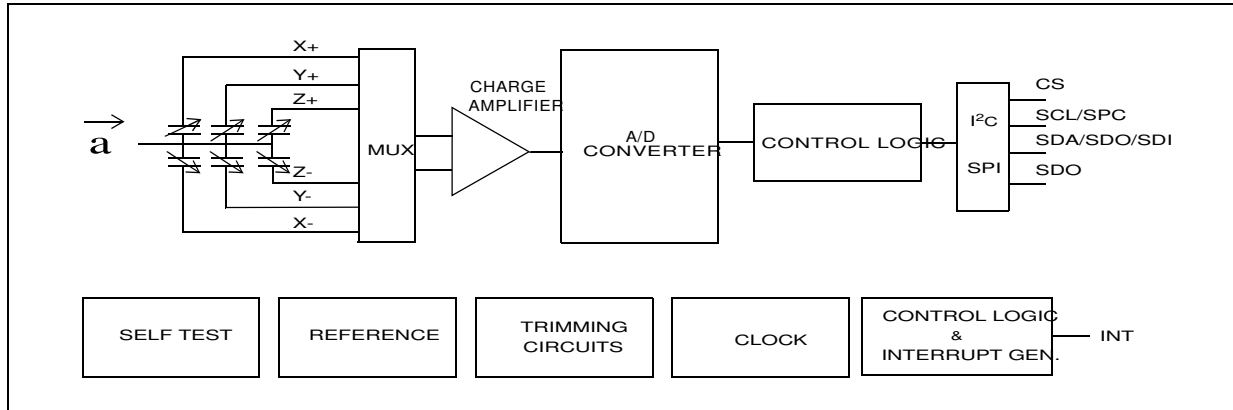 X+
Y+
Z+
a
Z-
Y-
X-
MUX
CHARGE
AMPLIFIER
A/D
CONVERTER
CONTROL LOGIC
I²C
SPI
CS
SCL/SPC
SDA/SDO/SDI
SDO
SELF TEST
REFERENCE
TRIMMING
CIRCUITS
CLOCK
CONTROL LOGIC
&
INTERRUPT GEN.
INT